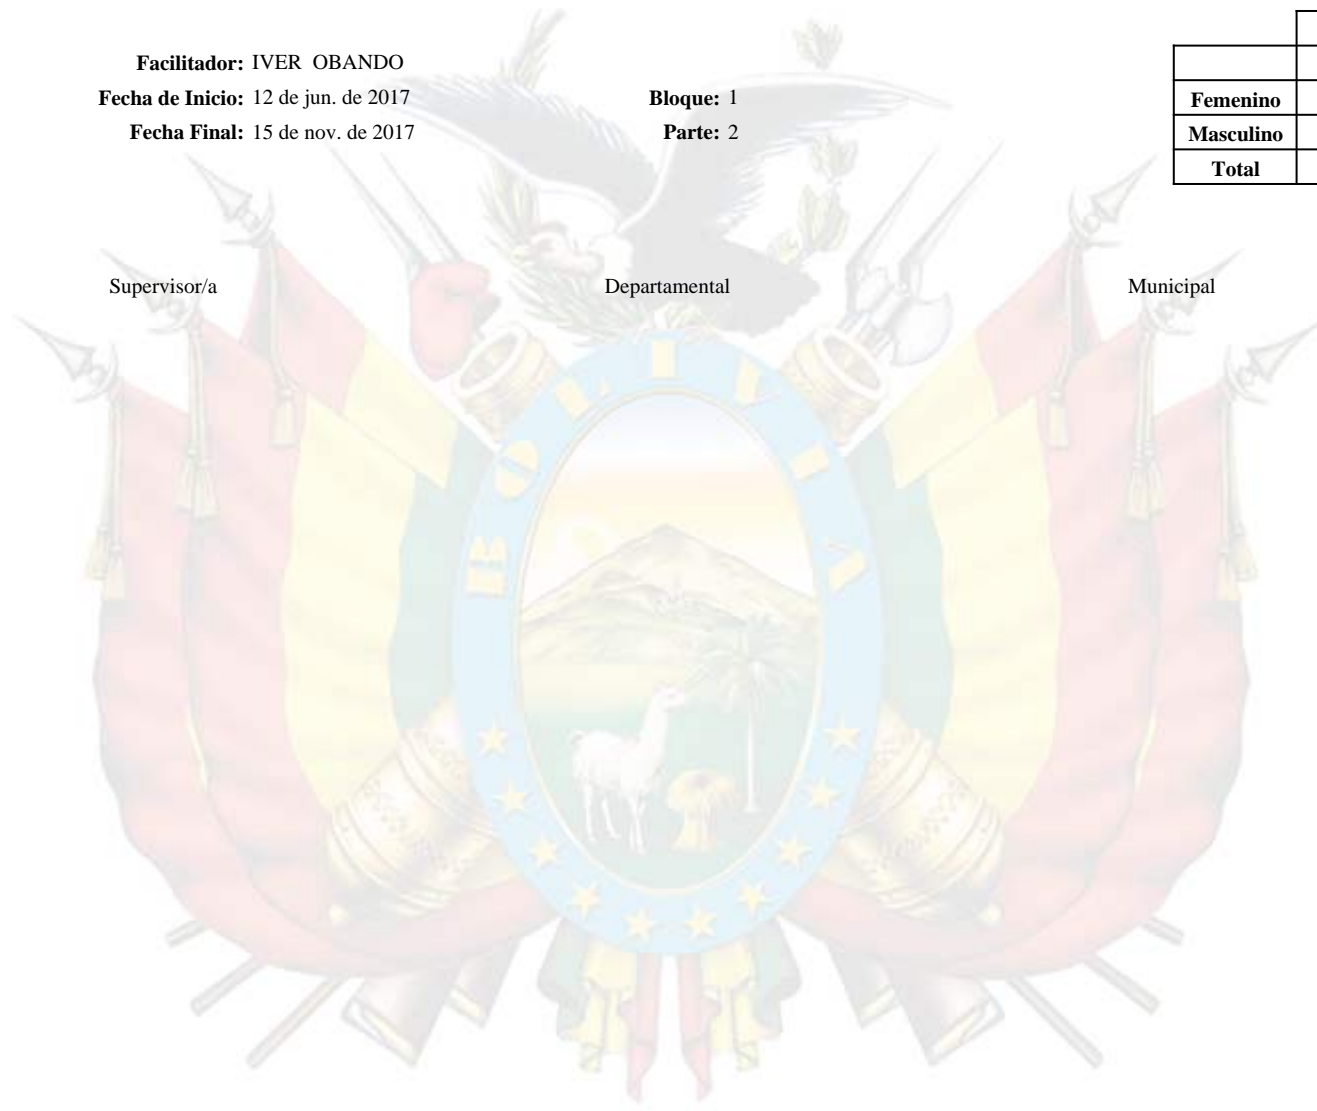 Facilitador: IVER OBANDO
Fecha de Inicio: 12 de jun. de 2017 Bloque: 1
Femenino
Fecha Final: 15 de nov. de 2017 Parte: 2
Masculino
Total
Supervisor/a Departamental Municipal
BOLIVIA